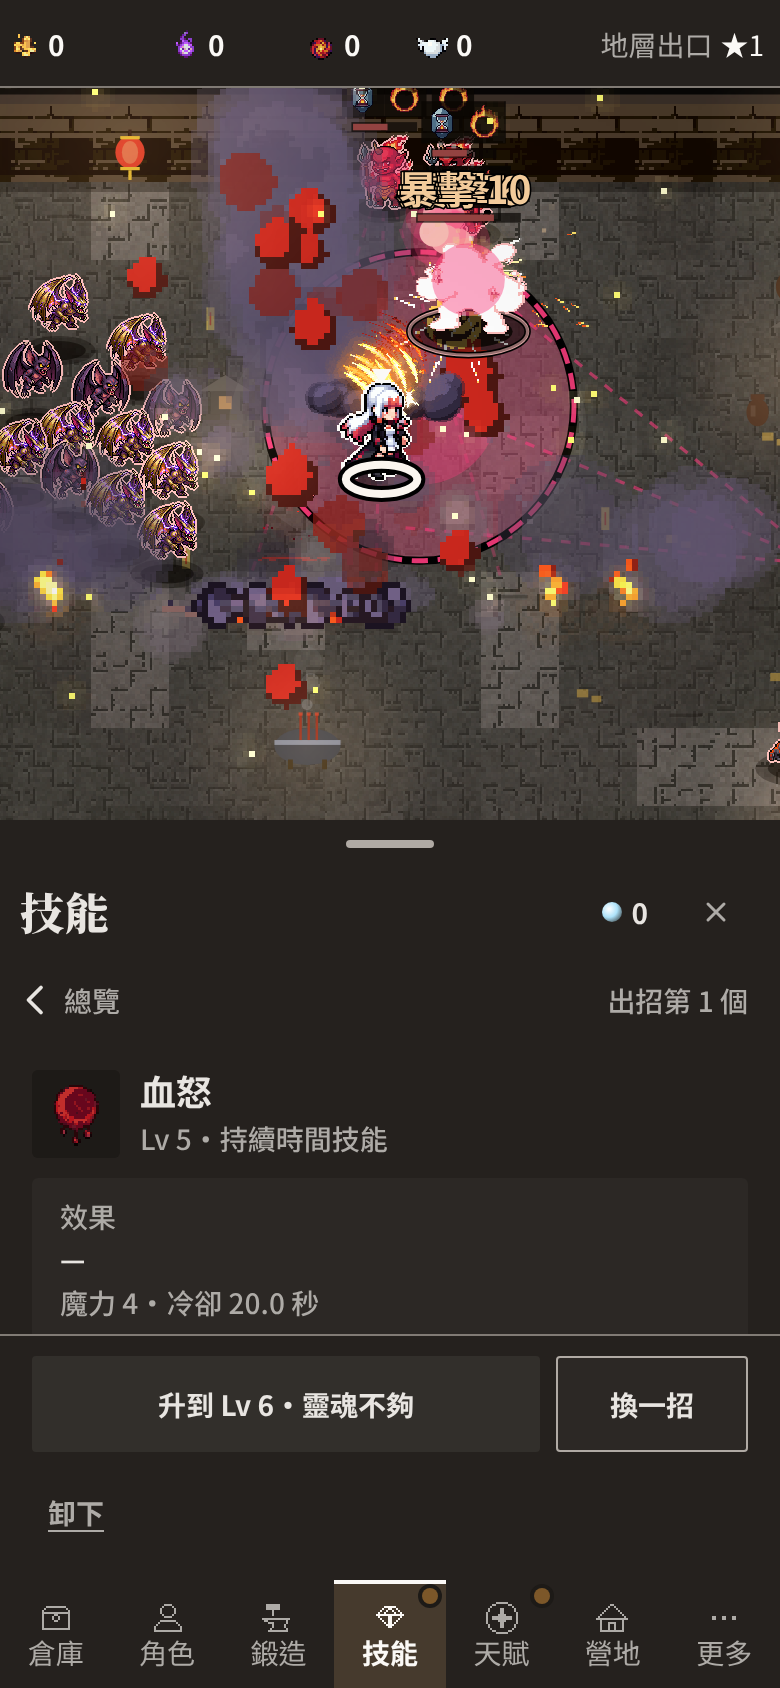 0 0 0 0 地層出口 ★1
暴擊 10
技能 0
總覽 出招第 1 個
血怒
Lv 5・持續時間技能
效果
—
魔力 4・冷卻 20.0 秒
升到 Lv 6・靈魂不夠 換一招
卸下
倉庫 角色 鍛造 技能 天賦 營地 更多